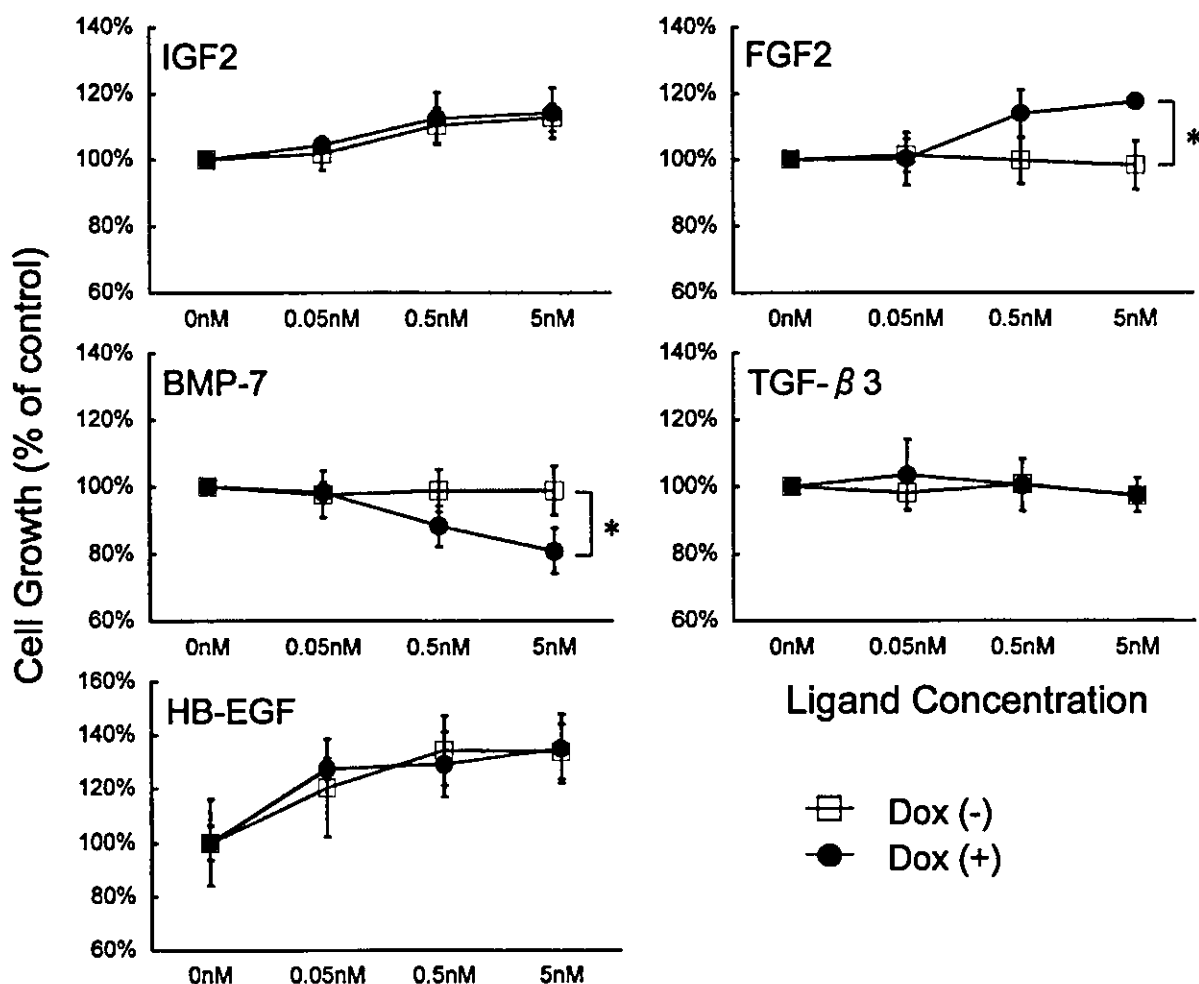 Cell Growth (% of control)
IGF2
140%
120%
100%
80%
60%
0nM 0.05nM 0.5nM 5nM
FGF2
140%
120%
100%
80%
60%
*
0nM 0.05nM 0.5nM 5nM
BMP-7
140%
120%
100%
80%
60%
*
0nM 0.05nM 0.5nM 5nM
TGF-β3
140%
120%
100%
80%
60%
0nM 0.05nM 0.5nM 5nM
HB-EGF
160%
140%
120%
100%
80%
60%
0nM 0.05nM 0.5nM 5nM
Ligand Concentration
Dox (-)
Dox (+)